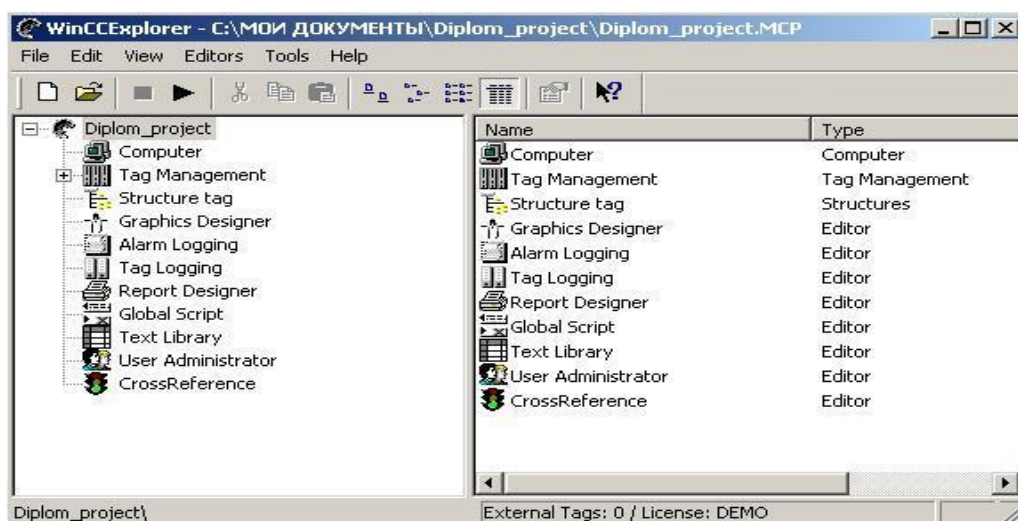 WinCCExplorer - C:\МОИ ДОКУМЕНТЫ\Diplom_project\Diplom_project.MCP
File Edit View Editors Tools Help
Diplom_project
Computer
Tag Management
Structure tag
Graphics Designer
Alarm Logging
Tag Logging
Report Designer
Global Script
Text Library
User Administrator
CrossReference
Name Type
Computer Computer
Tag Management Tag Management
Structure tag Structures
Graphics Designer Editor
Alarm Logging Editor
Tag Logging Editor
Report Designer Editor
Global Script Editor
Text Library Editor
User Administrator Editor
CrossReference Editor
Diplom_project\ External Tags: 0 / License: DEMO